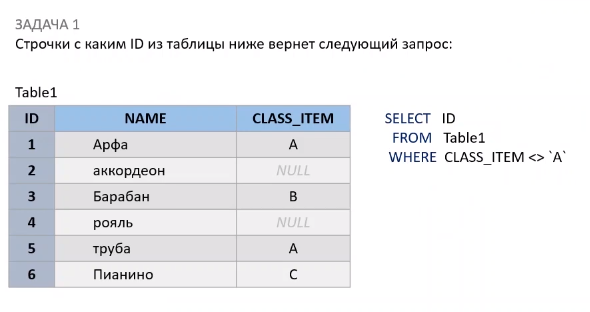 ЗАДАЧА 1
Строчки с каким ID из таблицы ниже вернет следующий запрос:
Table1
ID NAME CLASS_ITEM
1 Арфа A
2 аккордеон NULL
3 Барабан B
4 рояль NULL
5 труба A
6 Пианино C
SELECT ID
FROM Table1
WHERE CLASS_ITEM <> `A`